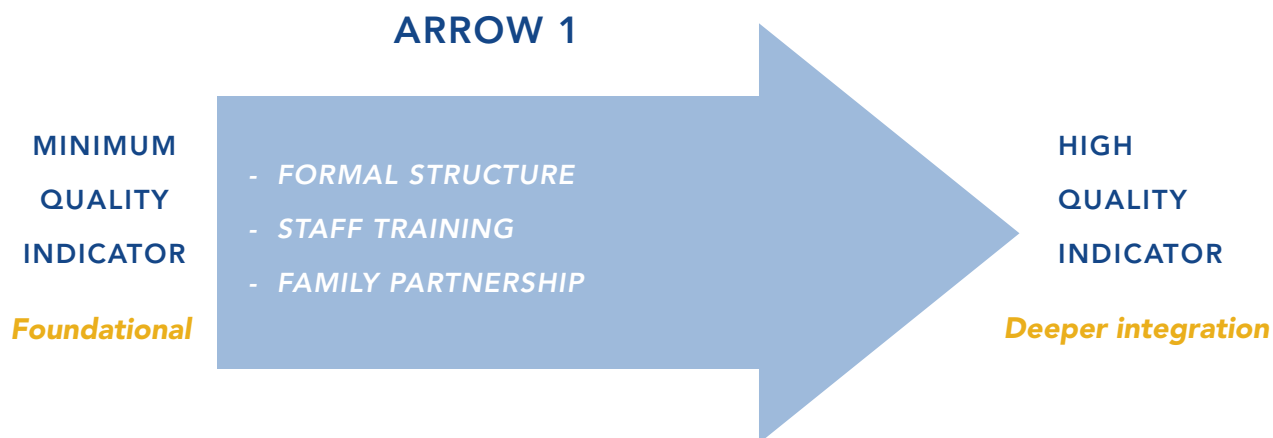 ARROW 1
MINIMUM
QUALITY
INDICATOR
Foundational
- FORMAL STRUCTURE
- STAFF TRAINING
- FAMILY PARTNERSHIP
HIGH
QUALITY
INDICATOR
Deeper integration